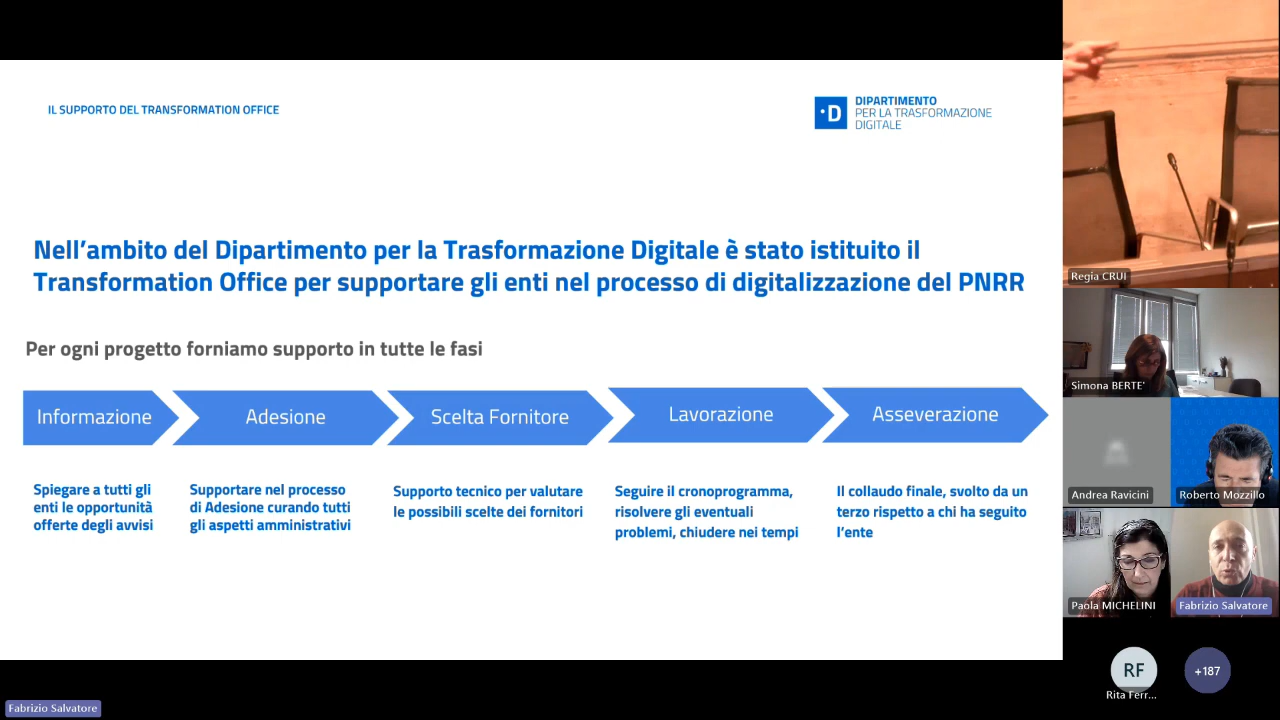 IL SUPPORTO DEL TRANSFORMATION OFFICE
·D
DIPARTIMENTO
PER LA TRASFORMAZIONE
DIGITALE
Nell'ambito del Dipartimento per la Trasformazione Digitale è stato istituito il
Transformation Office per supportare gli enti nel processo di digitalizzazione del PNRR
Per ogni progetto forniamo supporto in tutte le fasi
Informazione
Adesione
Scelta Fornitore
Lavorazione
Asseverazione
Spiegare a tutti gli
enti le opportunità
offerte degli avvisi
Supportare nel processo
di Adesione curando tutti
gli aspetti amministrativi
Supporto tecnico per valutare
le possibili scelte dei fornitori
Seguire il cronoprogramma,
risolvere gli eventuali
problemi, chiudere nei tempi
Il collaudo finale, svolto da un
terzo rispetto a chi ha seguito
l'ente
Regia CRUI
Simona BERTE'
Andrea Ravicini
Roberto Mozzillo
Paola MICHELINI
Fabrizio Salvatore
RF
Rita Ferr...
+187
Fabrizio Salvatore